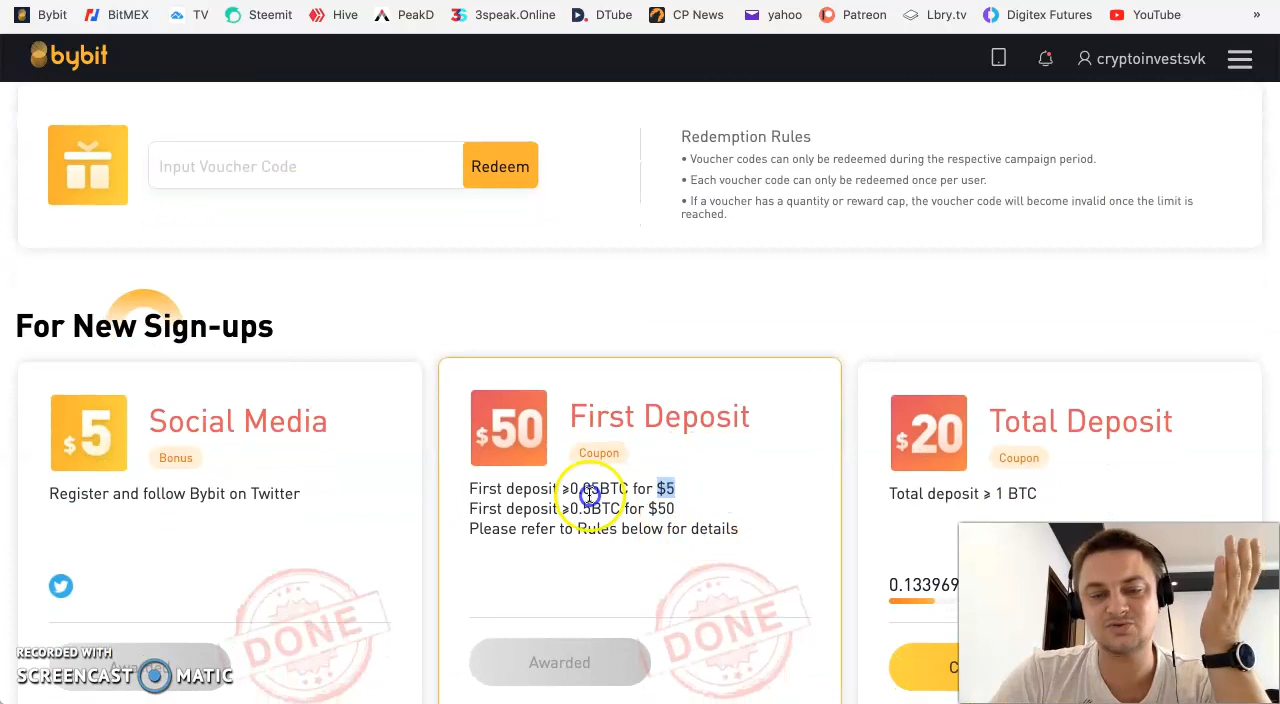 Bybit BitMEX TV Steemit Hive PeakD 3speak.Online DTube CP News yahoo Patreon Lbry.tv Digitex Futures YouTube »
bybit
cryptoinvestsvk
Input Voucher Code
Redeem
Redemption Rules
• Voucher codes can only be redeemed during the respective campaign period.
• Each voucher code can only be redeemed once per user.
• If a voucher has a quantity or reward cap, the voucher code will become invalid once the limit is
reached.
For New Sign-ups
$5
Social Media
Bonus
Register and follow Bybit on Twitter
DONE
Awarded
$50
First Deposit
Coupon
First deposit ≥0.05BTC for $5
First deposit ≥0.5BTC for $50
Please refer to Rules below for details
DONE
Awarded
$20
Total Deposit
Coupon
Total deposit ≥ 1 BTC
0.133969
RECORDED WITH
SCREENCAST MATIC